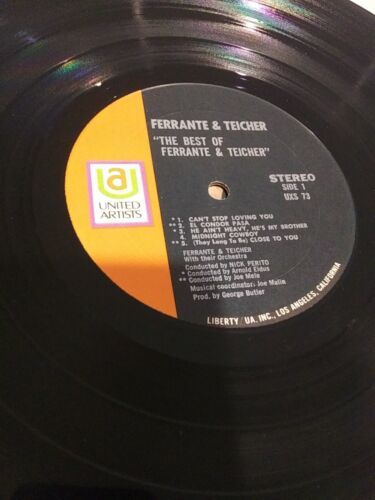 FERRANTE & TEICHER
"THE BEST OF
FERRANTE & TEICHER"
STEREO
SIDE 1
UXS 73
UA
UNITED
ARTISTS
* 1. CAN'T STOP LOVING YOU
** 2. EL CONDOR PASA
** 3. HE AIN'T HEAVY, HE'S MY BROTHER
4. MIDNIGHT COWBOY
** 5. (They Long To Be) CLOSE TO YOU
FERRANTE & TEICHER
With their Orchestra
Conducted by NICK PERITO
* Conducted by Arnold Eidus
** Conducted by Joe Mele
Musical coordinator: Joe Malin
Prod. by George Butler
LIBERTY/UA, INC., LOS ANGELES, CALIFORNIA